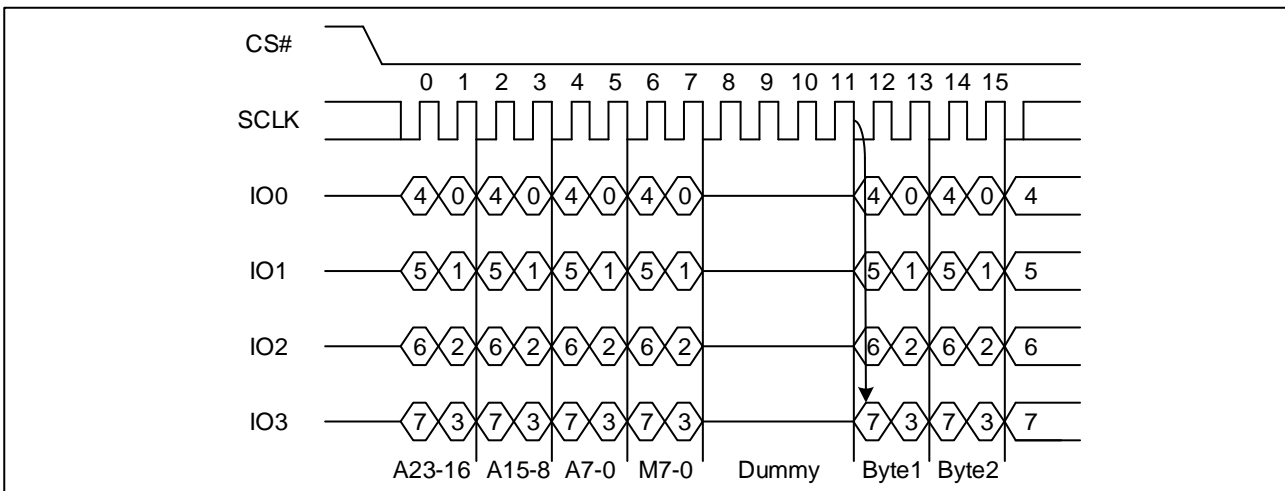 CS#
0 1 2 3 4 5 6 7 8 9 10 11 12 13 14 15
SCLK
IO0 4 0 4 0 4 0 4 0 4 0 4 0 4
IO1 5 1 5 1 5 1 5 1 5 1 5 1 5
IO2 6 2 6 2 6 2 6 2 6 2 6 2 6
IO3 7 3 7 3 7 3 7 3 7 3 7 3 7
A23-16 A15-8 A7-0 M7-0 Dummy Byte1 Byte2